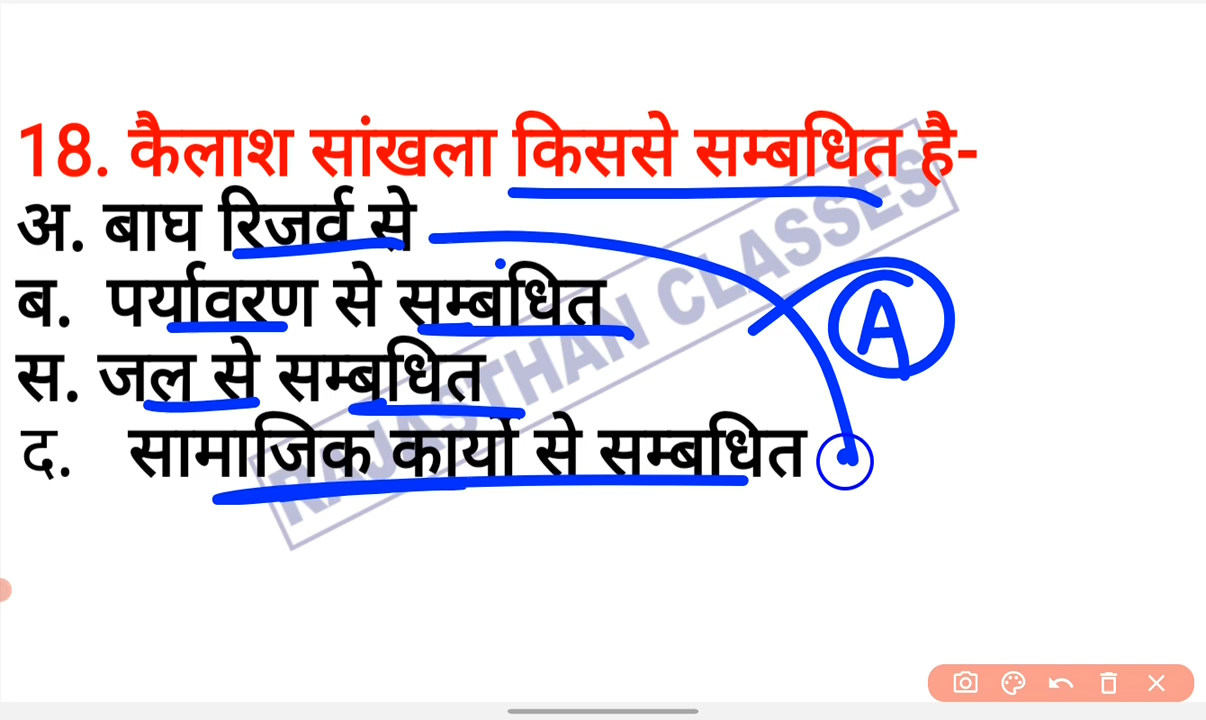 18. कैलाश सांखला किससे सम्बधित है-
अ. बाघ रिजर्व से
ब. पर्यावरण से सम्बंधित
स. जल से सम्बधित
द. सामाजिक कार्यो से सम्बधित
A
RAJASTHAN CLASSES